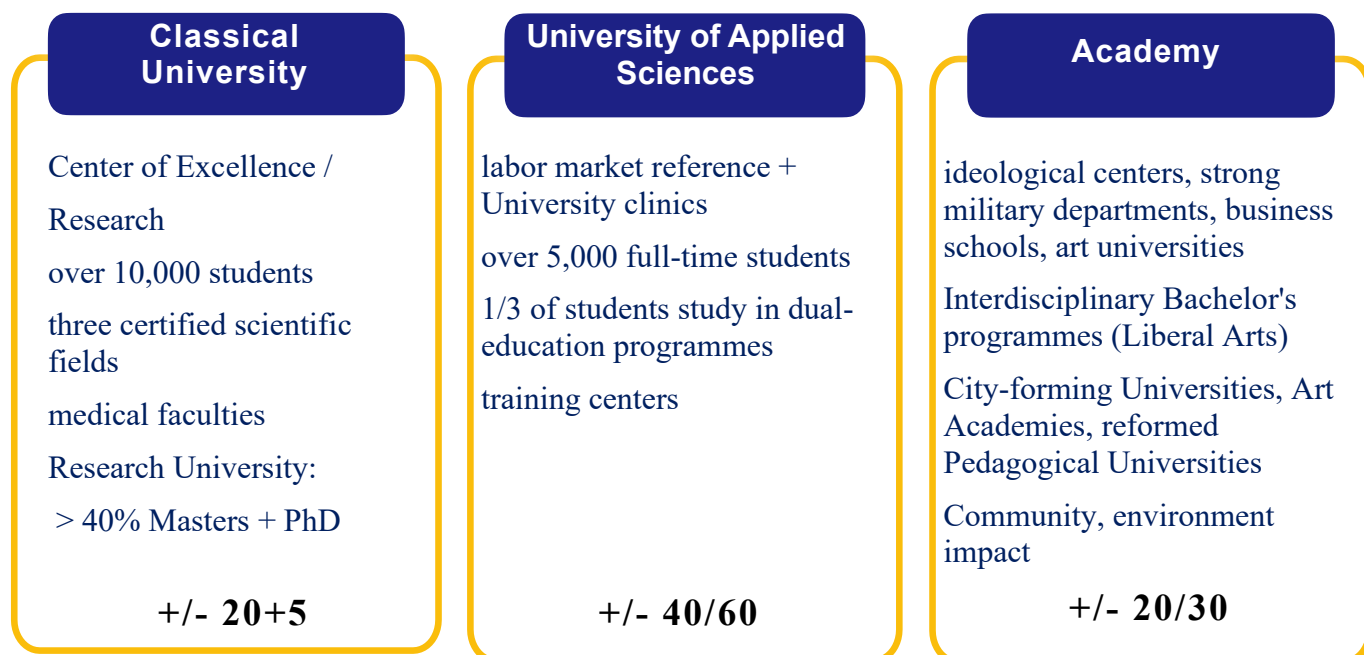 Classical
University
Center of Excellence /
Research
over 10,000 students
three certified scientific
fields
medical faculties
Research University:
> 40% Masters + PhD
+/- 20+5
University of Applied
Sciences
labor market reference +
University clinics
over 5,000 full-time students
1/3 of students study in dual-
education programmes
training centers
+/- 40/60
Academy
ideological centers, strong
military departments, business
schools, art universities
Interdisciplinary Bachelor's
programmes (Liberal Arts)
City-forming Universities, Art
Academies, reformed
Pedagogical Universities
Community, environment
impact
+/- 20/30